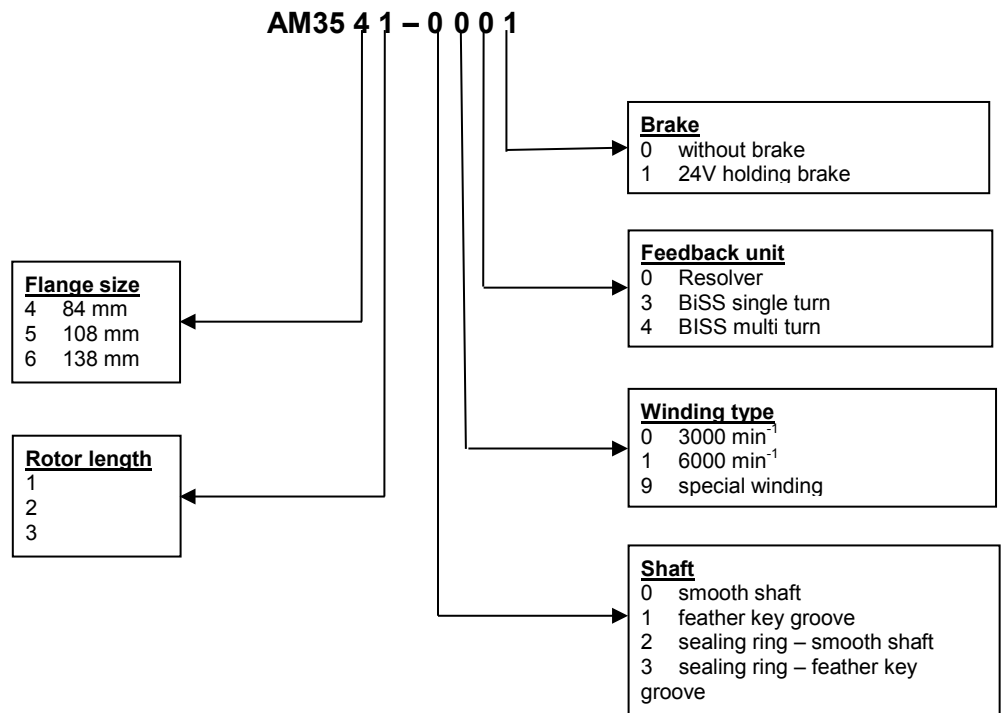 AM35 4 1 – 0 0 0 1
Brake
0 without brake
1 24V holding brake
Feedback unit
0 Resolver
3 BiSS single turn
4 BISS multi turn
Flange size
4 84 mm
5 108 mm
6 138 mm
Winding type
0 3000 min⁻¹
1 6000 min⁻¹
9 special winding
Rotor length
1
2
3
Shaft
0 smooth shaft
1 feather key groove
2 sealing ring – smooth shaft
3 sealing ring – feather key
groove